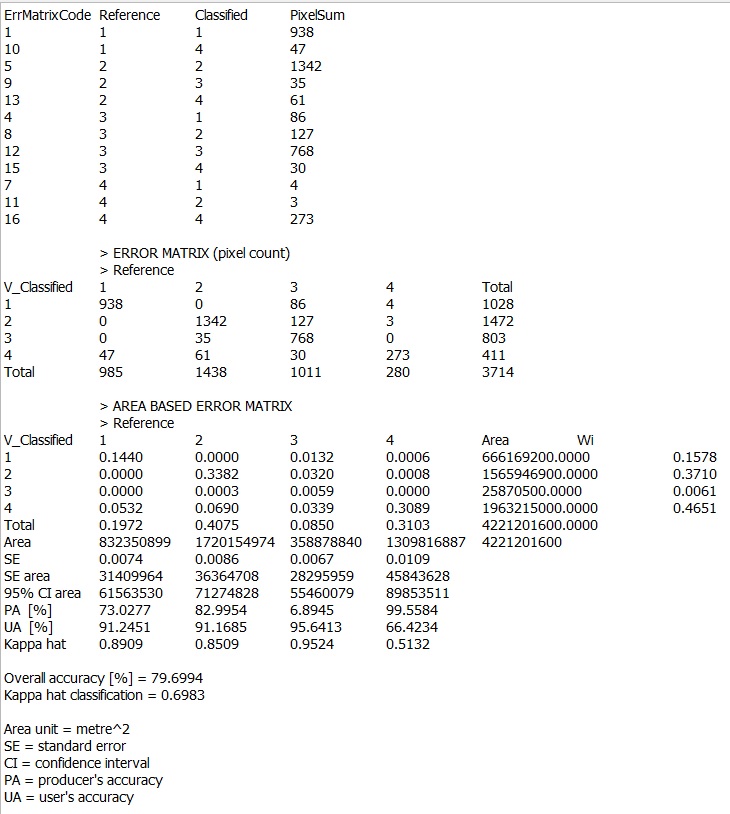 ErrMatrixCode Reference Classified PixelSum
1 1 1 938
10 1 4 47
5 2 2 1342
9 2 3 35
13 2 4 61
4 3 1 86
8 3 2 127
12 3 3 768
15 3 4 30
7 4 1 4
11 4 2 3
16 4 4 273
> ERROR MATRIX (pixel count)
> Reference
V_Classified 1 2 3 4 Total
1 938 0 86 4 1028
2 0 1342 127 3 1472
3 0 35 768 0 803
4 47 61 30 273 411
Total 985 1438 1011 280 3714
> AREA BASED ERROR MATRIX
> Reference
V_Classified 1 2 3 4 Area Wi
1 0.1440 0.0000 0.0132 0.0006 666169200.0000 0.1578
2 0.0000 0.3382 0.0320 0.0008 1565946900.0000 0.3710
3 0.0000 0.0003 0.0059 0.0000 25870500.0000 0.0061
4 0.0532 0.0690 0.0339 0.3089 1963215000.0000 0.4651
Total 0.1972 0.4075 0.0850 0.3103 4221201600.0000
Area 832350899 1720154974 358878840 1309816887 4221201600
SE 0.0074 0.0086 0.0067 0.0109
SE area 31409964 36364708 28295959 45843628
95% CI area 61563530 71274828 55460079 89853511
PA [%] 73.0277 82.9954 6.8945 99.5584
UA [%] 91.2451 91.1685 95.6413 66.4234
Kappa hat 0.8909 0.8509 0.9524 0.5132
Overall accuracy [%] = 79.6994
Kappa hat classification = 0.6983
Area unit = metre^2
SE = standard error
CI = confidence interval
PA = producer's accuracy
UA = user's accuracy